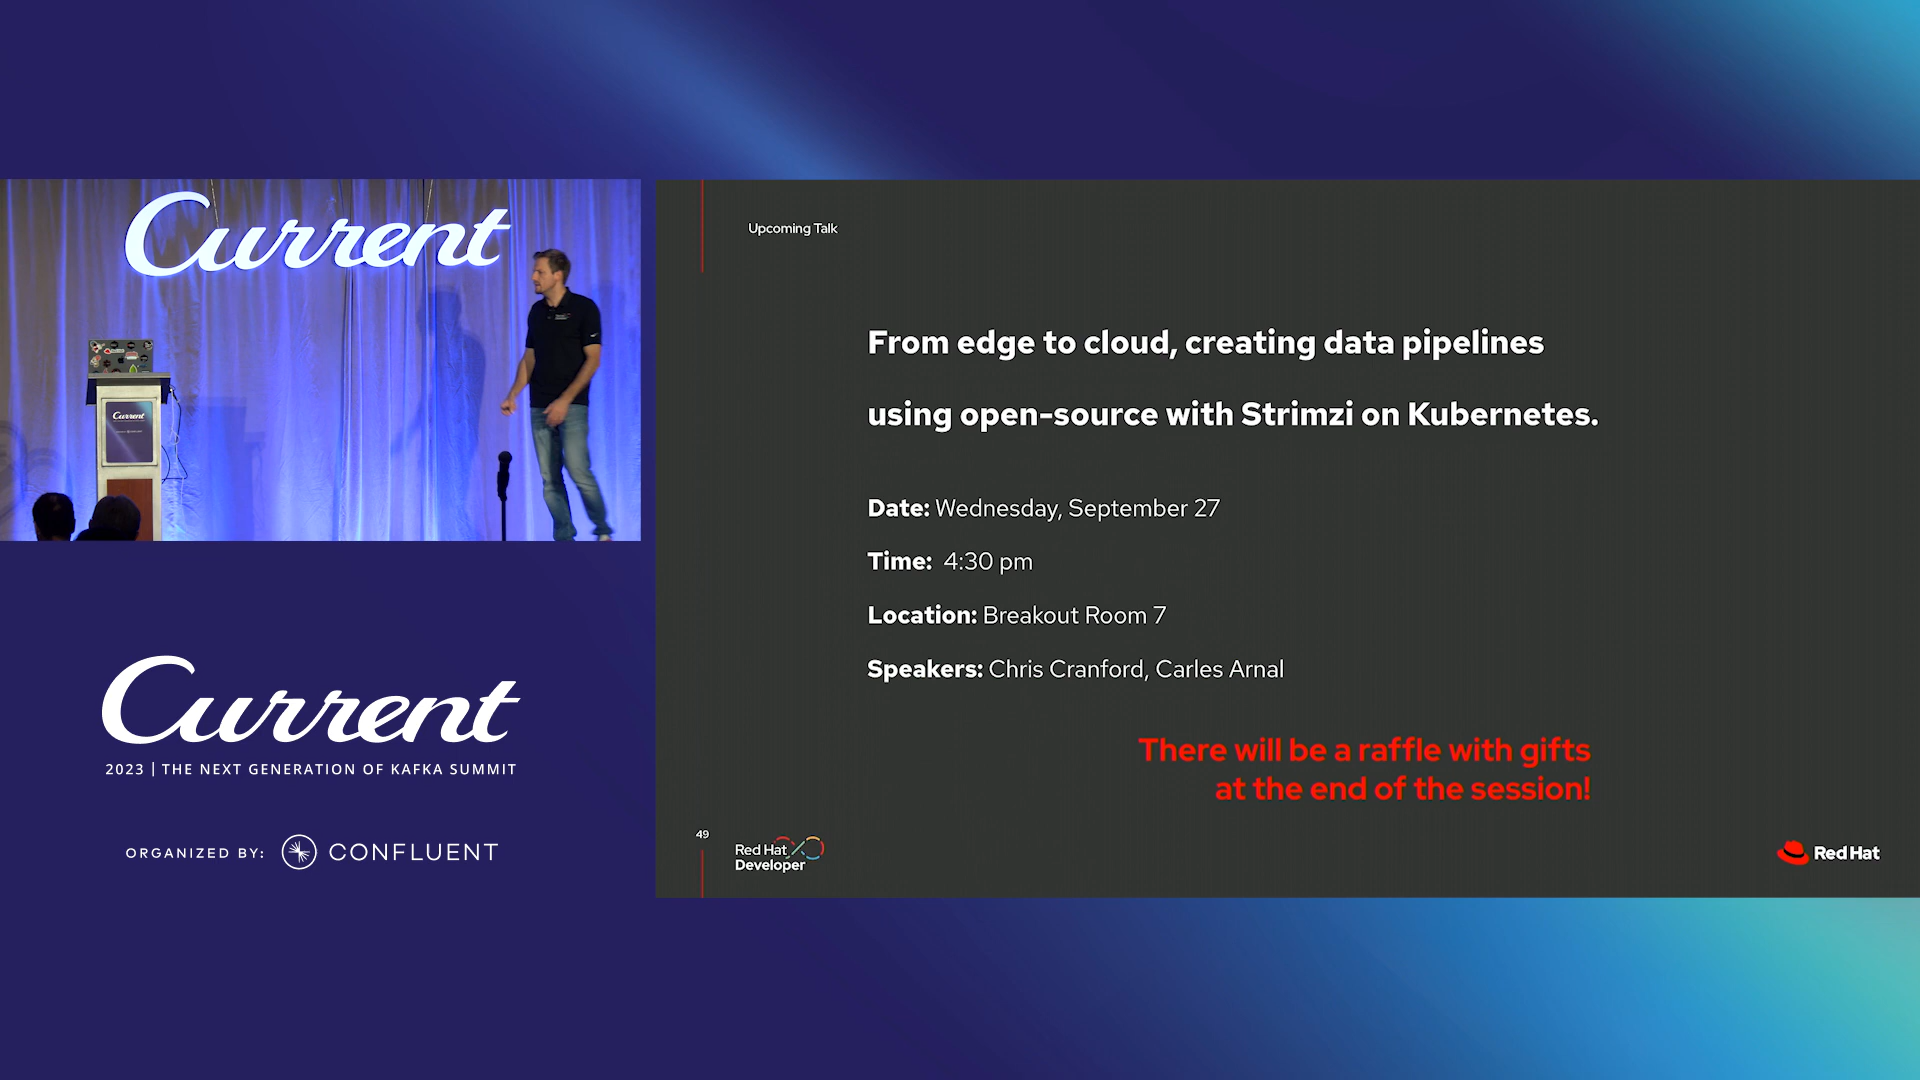 Current
Current
Upcoming Talk
From edge to cloud, creating data pipelines
using open-source with Strimzi on Kubernetes.
Date: Wednesday, September 27
Time: 4:30 pm
Location: Breakout Room 7
Speakers: Chris Cranford, Carles Arnal
There will be a raffle with gifts
at the end of the session!
49
Red Hat
Developer
Red Hat
Current
2023 | THE NEXT GENERATION OF KAFKA SUMMIT
ORGANIZED BY: CONFLUENT